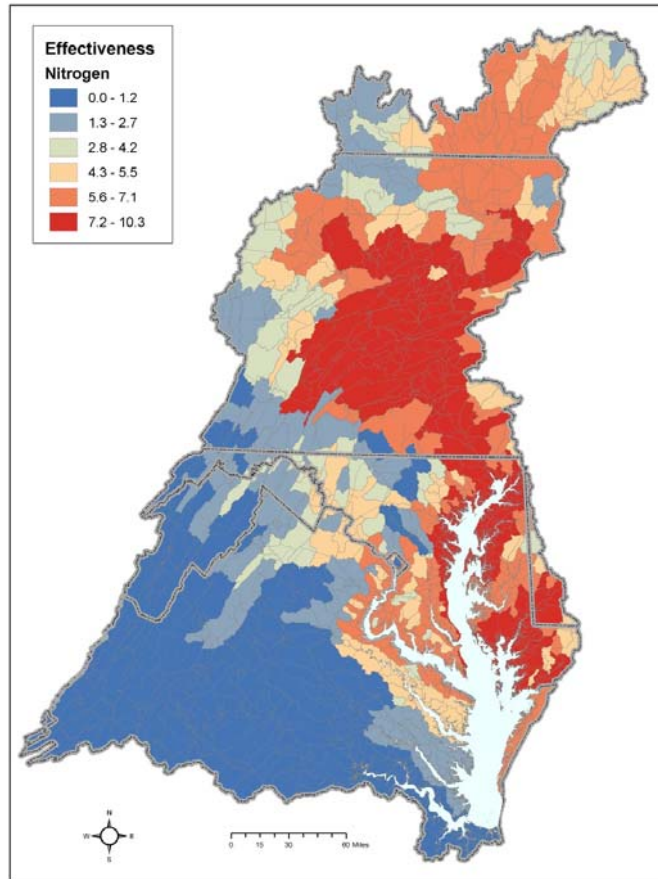 Effectiveness
Nitrogen
0.0 - 1.2
1.3 - 2.7
2.8 - 4.2
4.3 - 5.5
5.6 - 7.1
7.2 - 10.3
N
W E
S
0 15 30 60 Miles